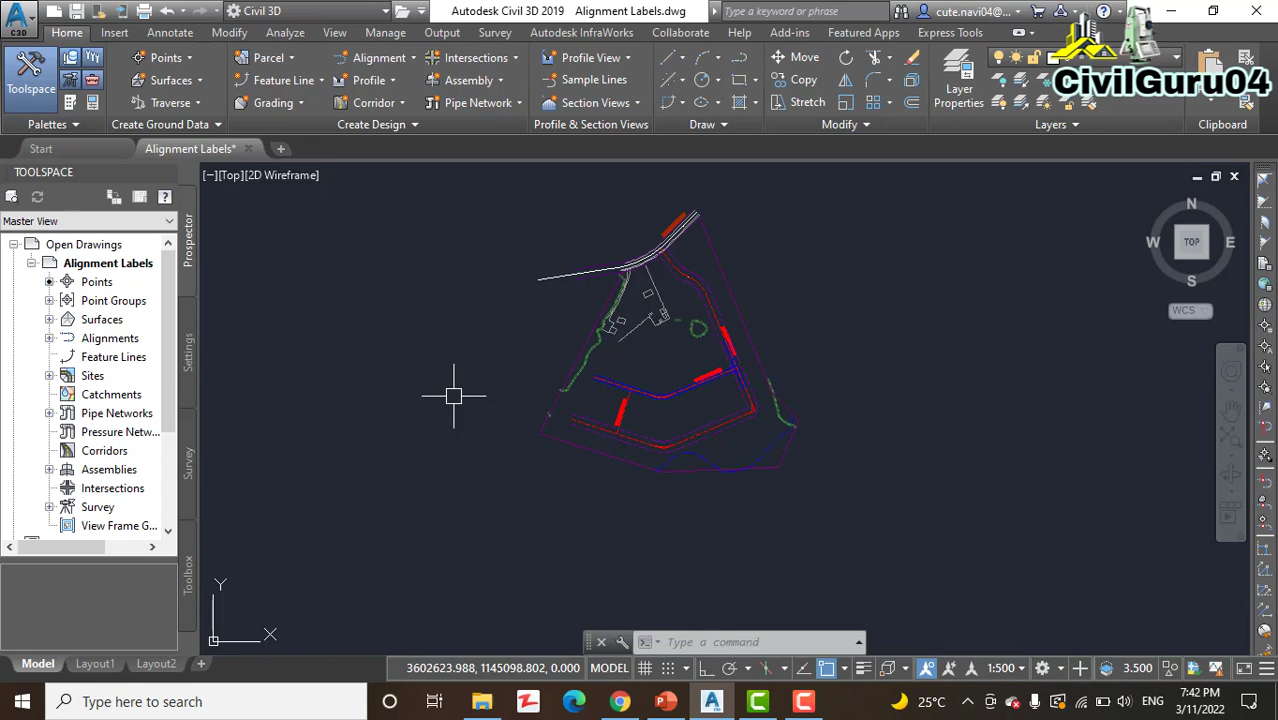 A
C3D
Civil 3D
Autodesk Civil 3D 2019 Alignment Labels.dwg
Type a keyword or phrase
cute.navi04@...
Home Insert Annotate Modify Analyze View Manage Output Survey Autodesk InfraWorks Collaborate Help Add-ins Featured Apps Express Tools
CivilGuru04
Toolspace
Points
Surfaces
Traverse
Parcel
Feature Line
Grading
Alignment
Profile
Corridor
Intersections
Assembly
Pipe Network
Profile View
Sample Lines
Section Views
Move
Copy
Stretch
Layer
Properties
Paste
Palettes Create Ground Data Create Design Profile & Section Views Draw Modify Layers Clipboard
Start
Alignment Labels*
TOOLSPACE
[−][Top][2D Wireframe]
Master View
Open Drawings
Alignment Labels
Points
Point Groups
Surfaces
Alignments
Feature Lines
Sites
Catchments
Pipe Networks
Pressure Netw...
Corridors
Assemblies
Intersections
Survey
View Frame G...
Prospector
Settings
Survey
Toolbox
N
W TOP E
S
WCS
Y
X
Type a command
Model Layout1 Layout2
3602623.988, 1145098.802, 0.000 MODEL 1:500 3.500
Type here to search
25°C
ENG
7:42 PM
3/11/2022